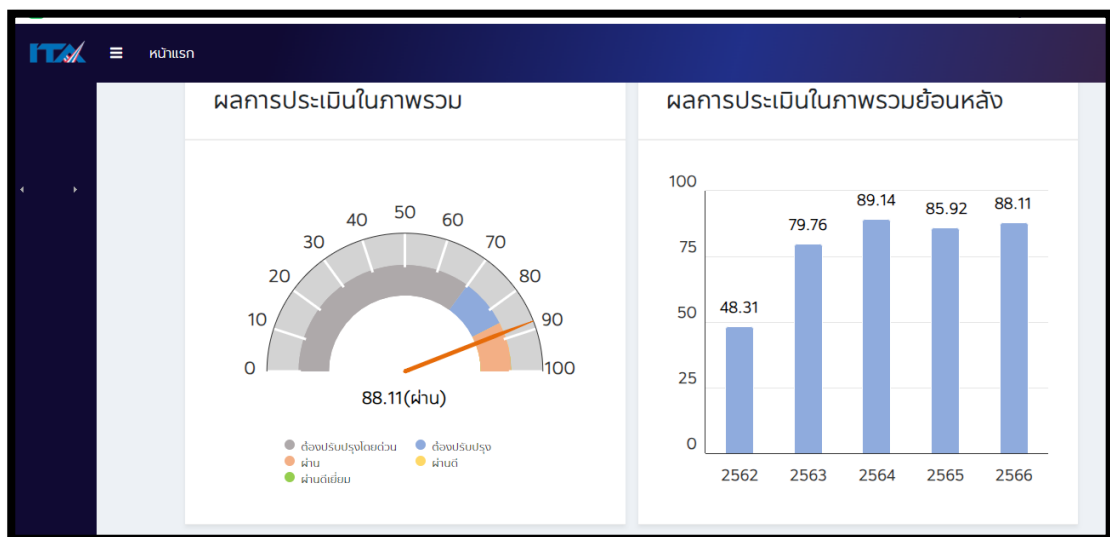 ITA
หน้าแรก
ผลการประเมินในภาพรวม
0
10
20
30
40
50
60
70
80
90
100
88.11(ผ่าน)
ต้องปรับปรุงโดยด่วน
ต้องปรับปรุง
ผ่าน
ผ่านดี
ผ่านดีเยี่ยม
ผลการประเมินในภาพรวมย้อนหลัง
100
75
50
25
0
48.31
79.76
89.14
85.92
88.11
2562 2563 2564 2565 2566